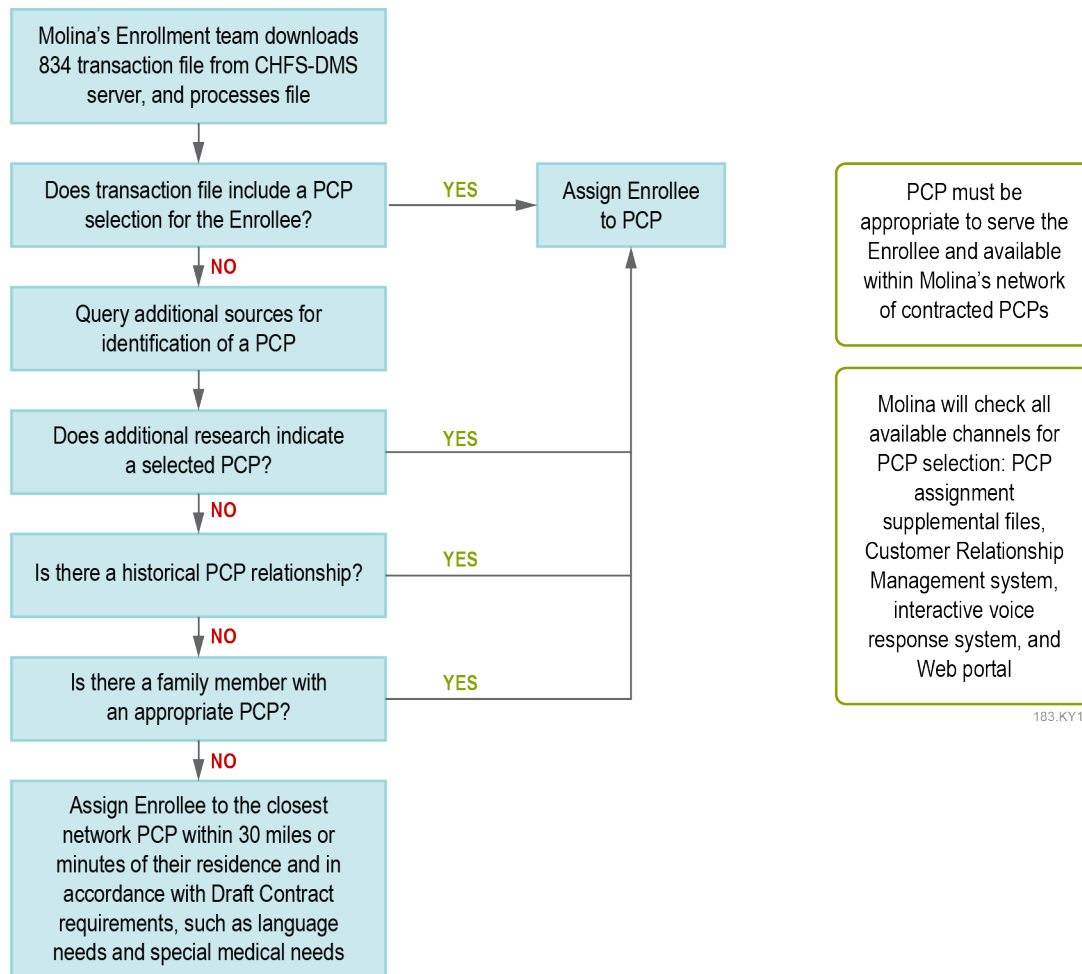 Molina's Enrollment team downloads
834 transaction file from CHFS-DMS
server, and processes file
Does transaction file include a PCP
selection for the Enrollee?
YES
Assign Enrollee
to PCP
NO
Query additional sources for
identification of a PCP
Does additional research indicate
a selected PCP?
YES
NO
Is there a historical PCP relationship?
YES
NO
Is there a family member with
an appropriate PCP?
YES
NO
Assign Enrollee to the closest
network PCP within 30 miles or
minutes of their residence and in
accordance with Draft Contract
requirements, such as language
needs and special medical needs
PCP must be
appropriate to serve the
Enrollee and available
within Molina's network
of contracted PCPs
Molina will check all
available channels for
PCP selection: PCP
assignment
supplemental files,
Customer Relationship
Management system,
interactive voice
response system, and
Web portal
183.KY1